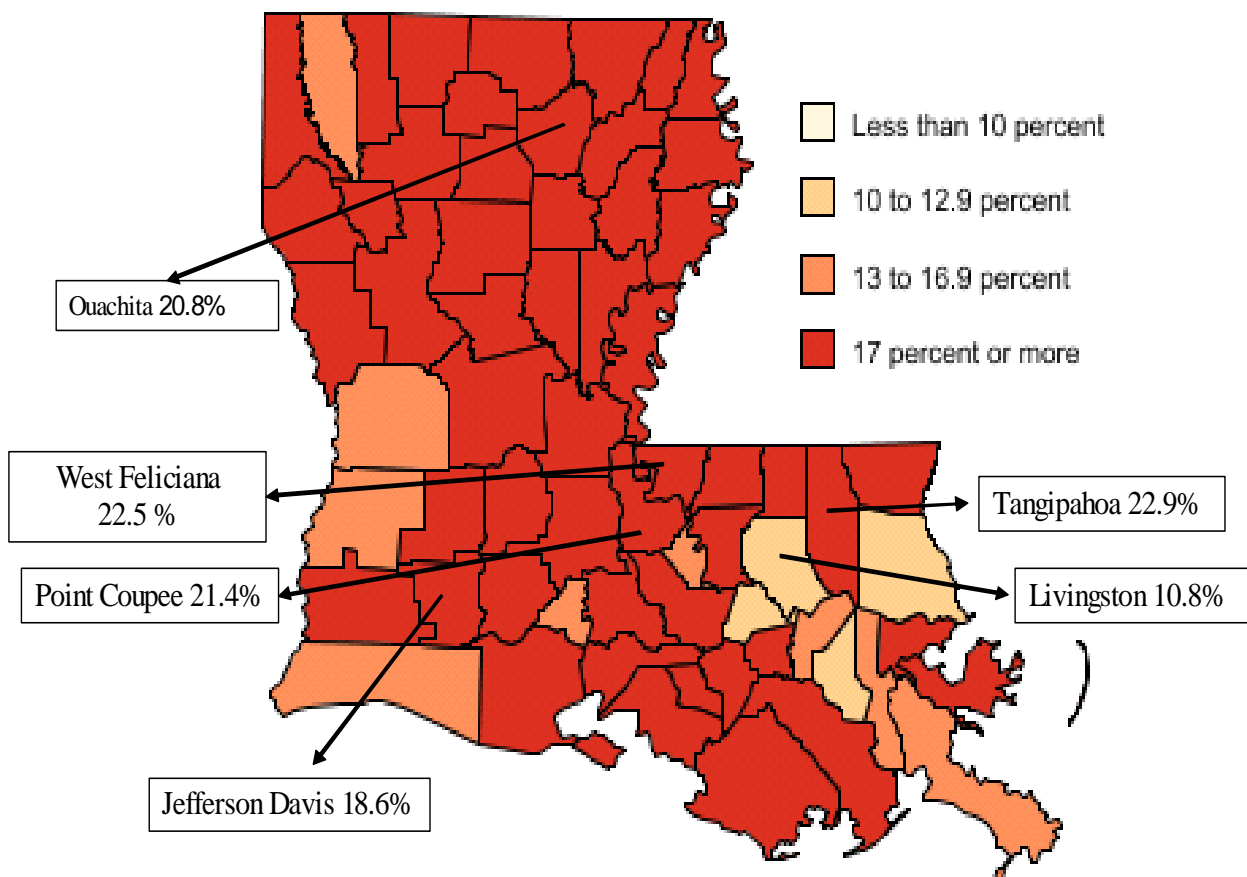 Less than 10 percent
10 to 12.9 percent
13 to 16.9 percent
17 percent or more
Ouachita 20.8%
West Feliciana
22.5 %
Point Coupee 21.4%
Jefferson Davis 18.6%
Tangipahoa 22.9%
Livingston 10.8%